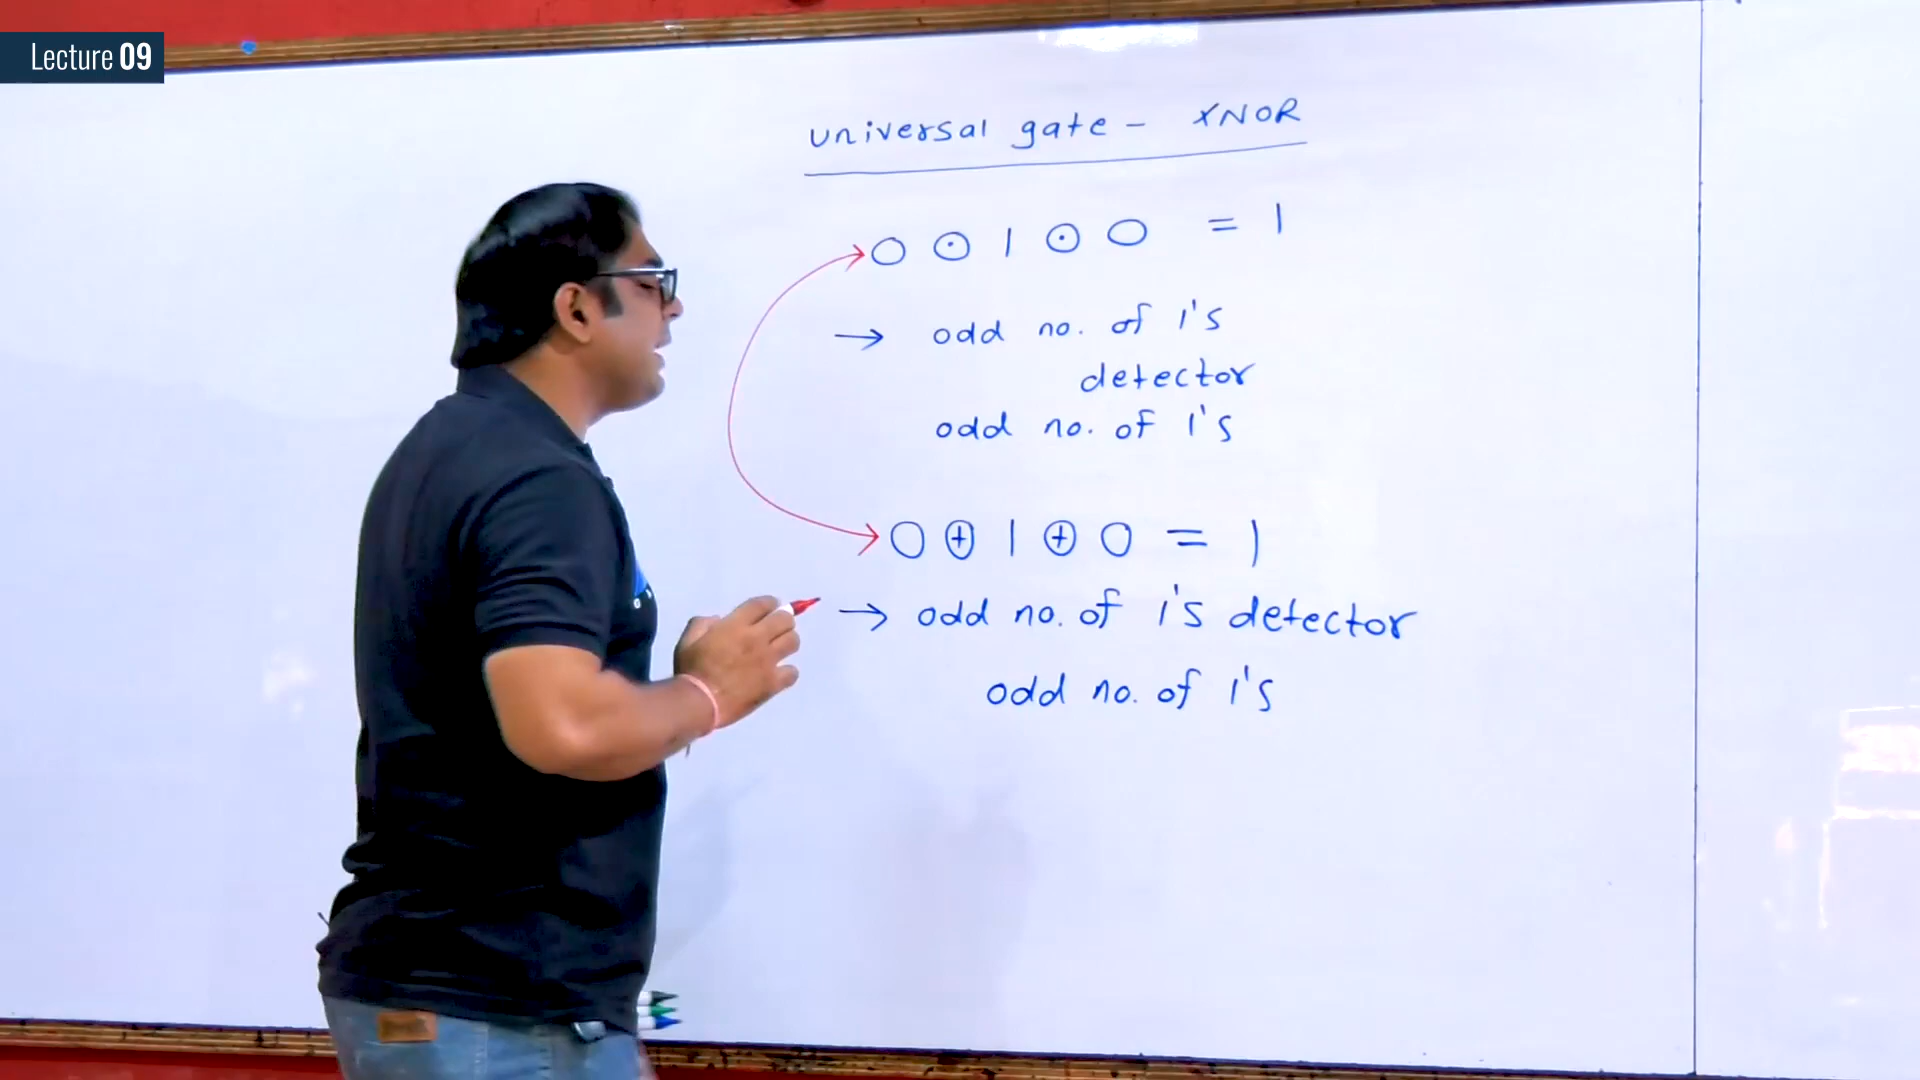 Lecture 09
universal gate - XNOR
0 ⊙ 1 ⊙ 0 = 1
→ odd no. of 1's
detector
odd no. of 1's
0 ⊕ 1 ⊕ 0 = 1
→ odd no. of 1's detector
odd no. of 1's